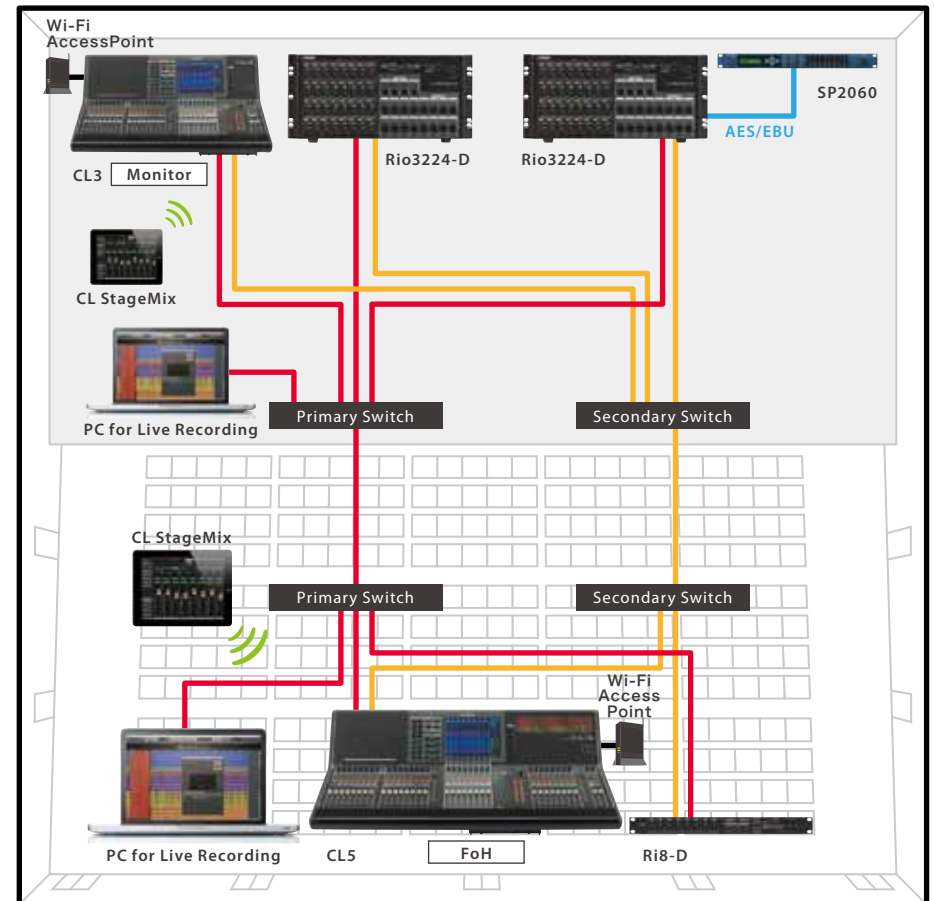 Wi-Fi
AccessPoint
SP2060
AES/EBU
Rio3224-D
Rio3224-D
CL3
Monitor
CL StageMix
Primary Switch
Secondary Switch
PC for Live Recording
CL StageMix
Primary Switch
Secondary Switch
Wi-Fi
Access
Point
PC for Live Recording
CL5
FoH
Ri8-D